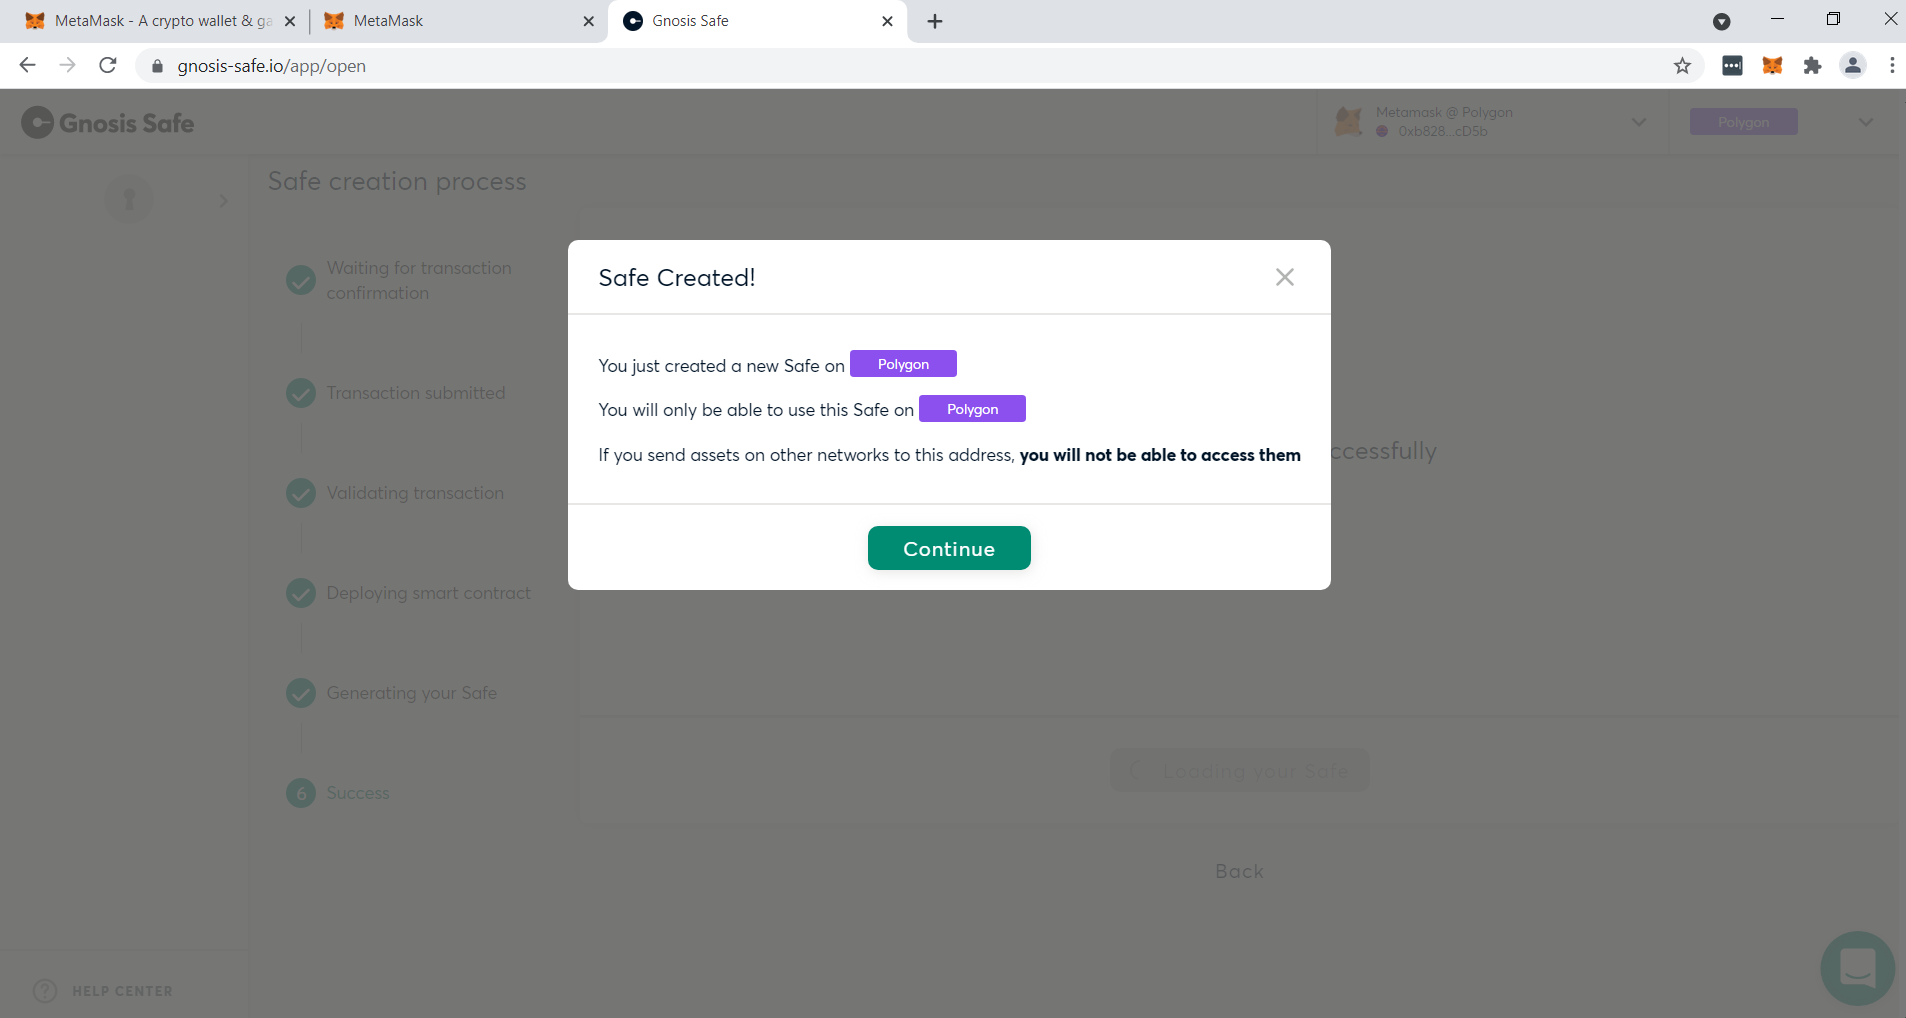 MetaMask - A crypto wallet & ga
MetaMask
Gnosis Safe
gnosis-safe.io/app/open
Gnosis Safe
Metamask @ Polygon
0xb828...cD5b
Polygon
Safe creation process
Waiting for transaction
confirmation
Transaction submitted
Validating transaction
Deploying smart contract
Generating your Safe
6 Success
Safe Created!
You just created a new Safe on Polygon
You will only be able to use this Safe on Polygon
If you send assets on other networks to this address, you will not be able to access them
ccessfully
Continue
Loading your Safe
Back
? HELP CENTER